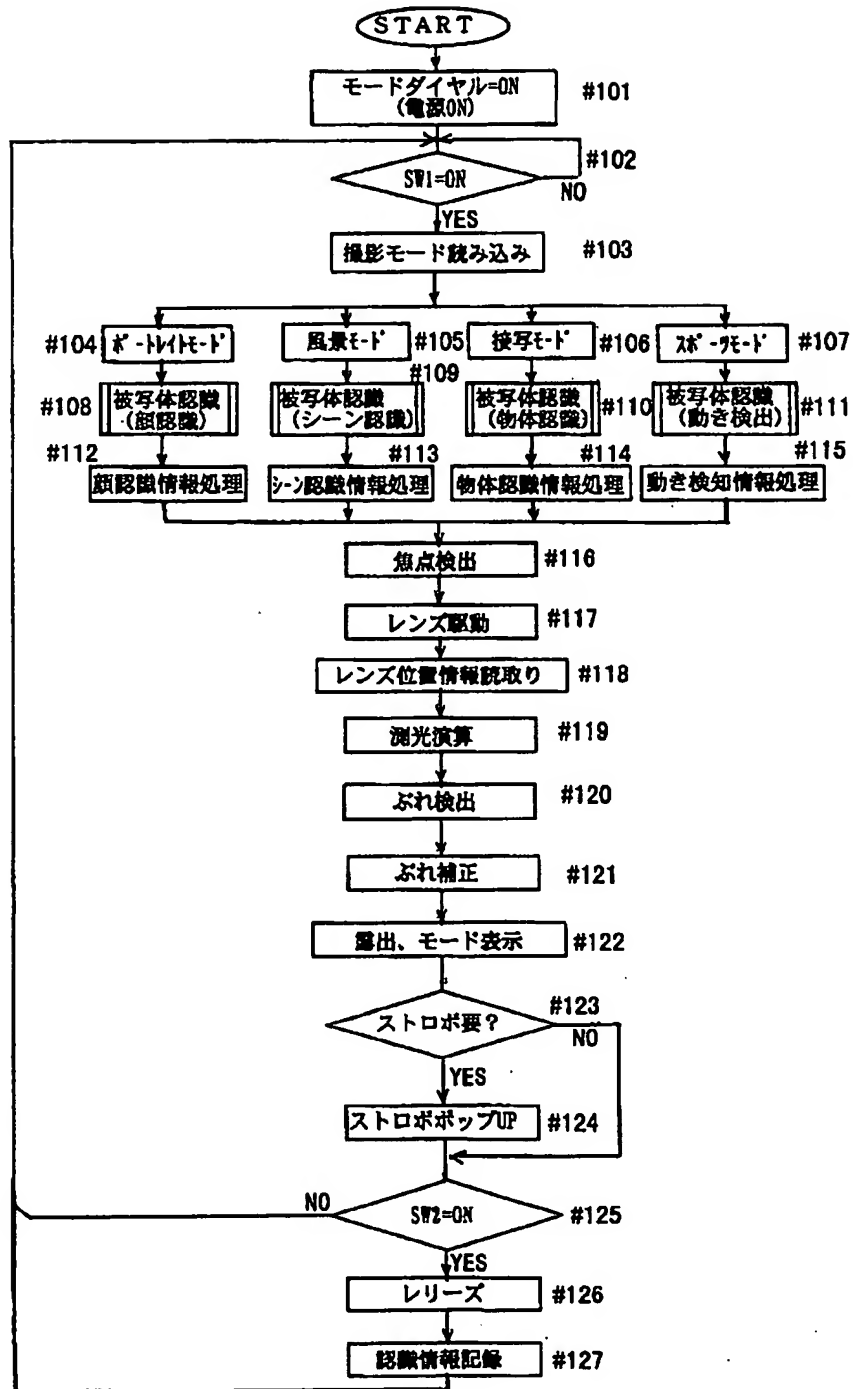 START
モードダイヤル=ON
(電源ON)
#101
#102
SW1=ON
NO
YES
撮影モード読み込み
#103
#104
ポートレイトモード
風景モード
#105
接写モード
#106
スポーツモード
#107
#109
#108
被写体認識
(顔認識)
被写体認識
(シーン認識)
被写体認識
(物体認識)
#110
被写体認識
(動き検出)
#111
#112
#113
#114
#115
顔認識情報処理
シーン認識情報処理
物体認識情報処理
動き検知情報処理
焦点検出
#116
レンズ駆動
#117
レンズ位置情報読取り
#118
測光演算
#119
ぶれ検出
#120
ぶれ補正
#121
露出、モード表示
#122
#123
ストロボ要?
NO
YES
ストロボポップUP
#124
NO
SW2=ON
#125
YES
レリーズ
#126
認識情報記録
#127